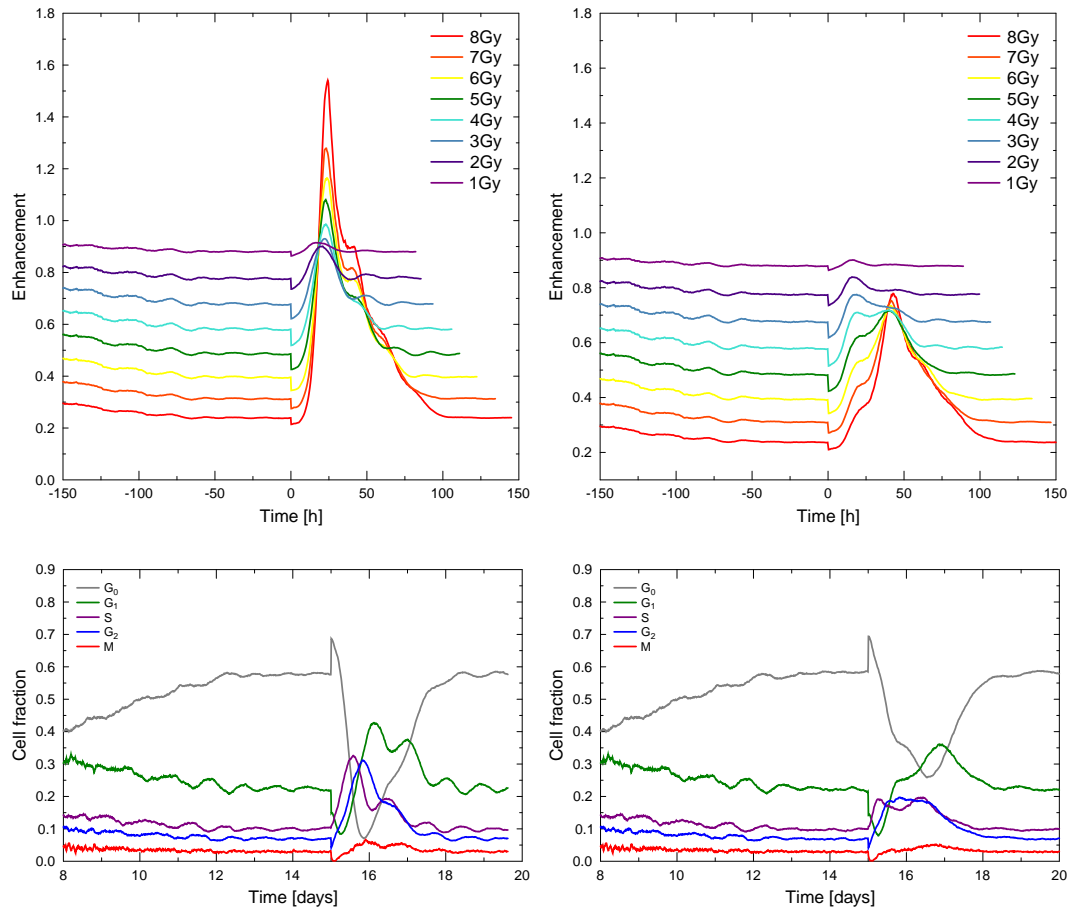 1.8
1.6
1.4
1.2
1.0
0.8
0.6
0.4
0.2
0.0
Enhancement
-150 -100 -50 0 50 100 150
Time [h]
8Gy
7Gy
6Gy
5Gy
4Gy
3Gy
2Gy
1Gy
1.8
1.6
1.4
1.2
1.0
0.8
0.6
0.4
0.2
Enhancement
-150 -100 -50 0 50 100 150
Time [h]
8Gy
7Gy
6Gy
5Gy
4Gy
3Gy
2Gy
1Gy
0.9
0.8
0.7
0.6
0.5
0.4
0.3
0.2
0.1
0.0
Cell fraction
8 10 12 14 16 18 20
Time [days]
G₀
G₁
S
G₂
M
0.9
0.8
0.7
0.6
0.5
0.4
0.3
0.2
0.1
0.0
Cell fraction
8 10 12 14 16 18 20
Time [days]
G₀
G₁
S
G₂
M